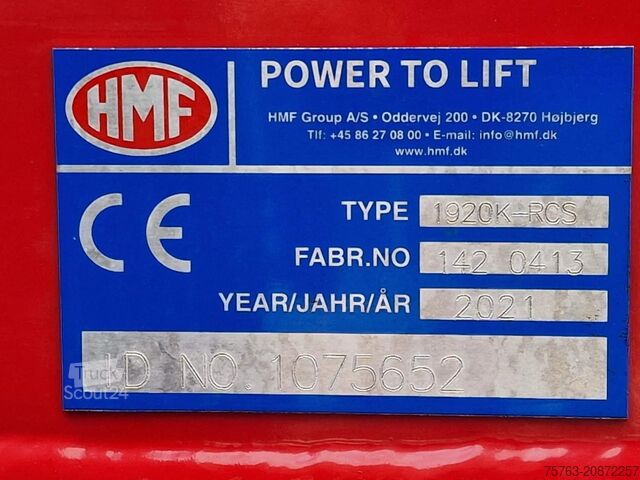 HMF
POWER TO LIFT
HMF Group A/S • Oddervej 200 • DK-8270 Højbjerg
Tlf: +45 86 27 08 00 • E-mail: info@hmf.dk
www.hmf.dk
CE
TYPE 1920K-RCS
FABR.NO 142 0413
YEAR/JAHR/ÅR 2021
ID NO. 1075652
Truck
Scout24
75763-20872257